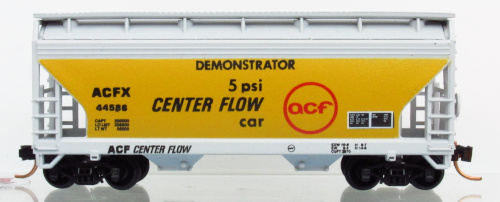 DEMONSTRATOR
5 psi
CENTER FLOW
car
acf
ACFX
44586
ACF CENTER FLOW